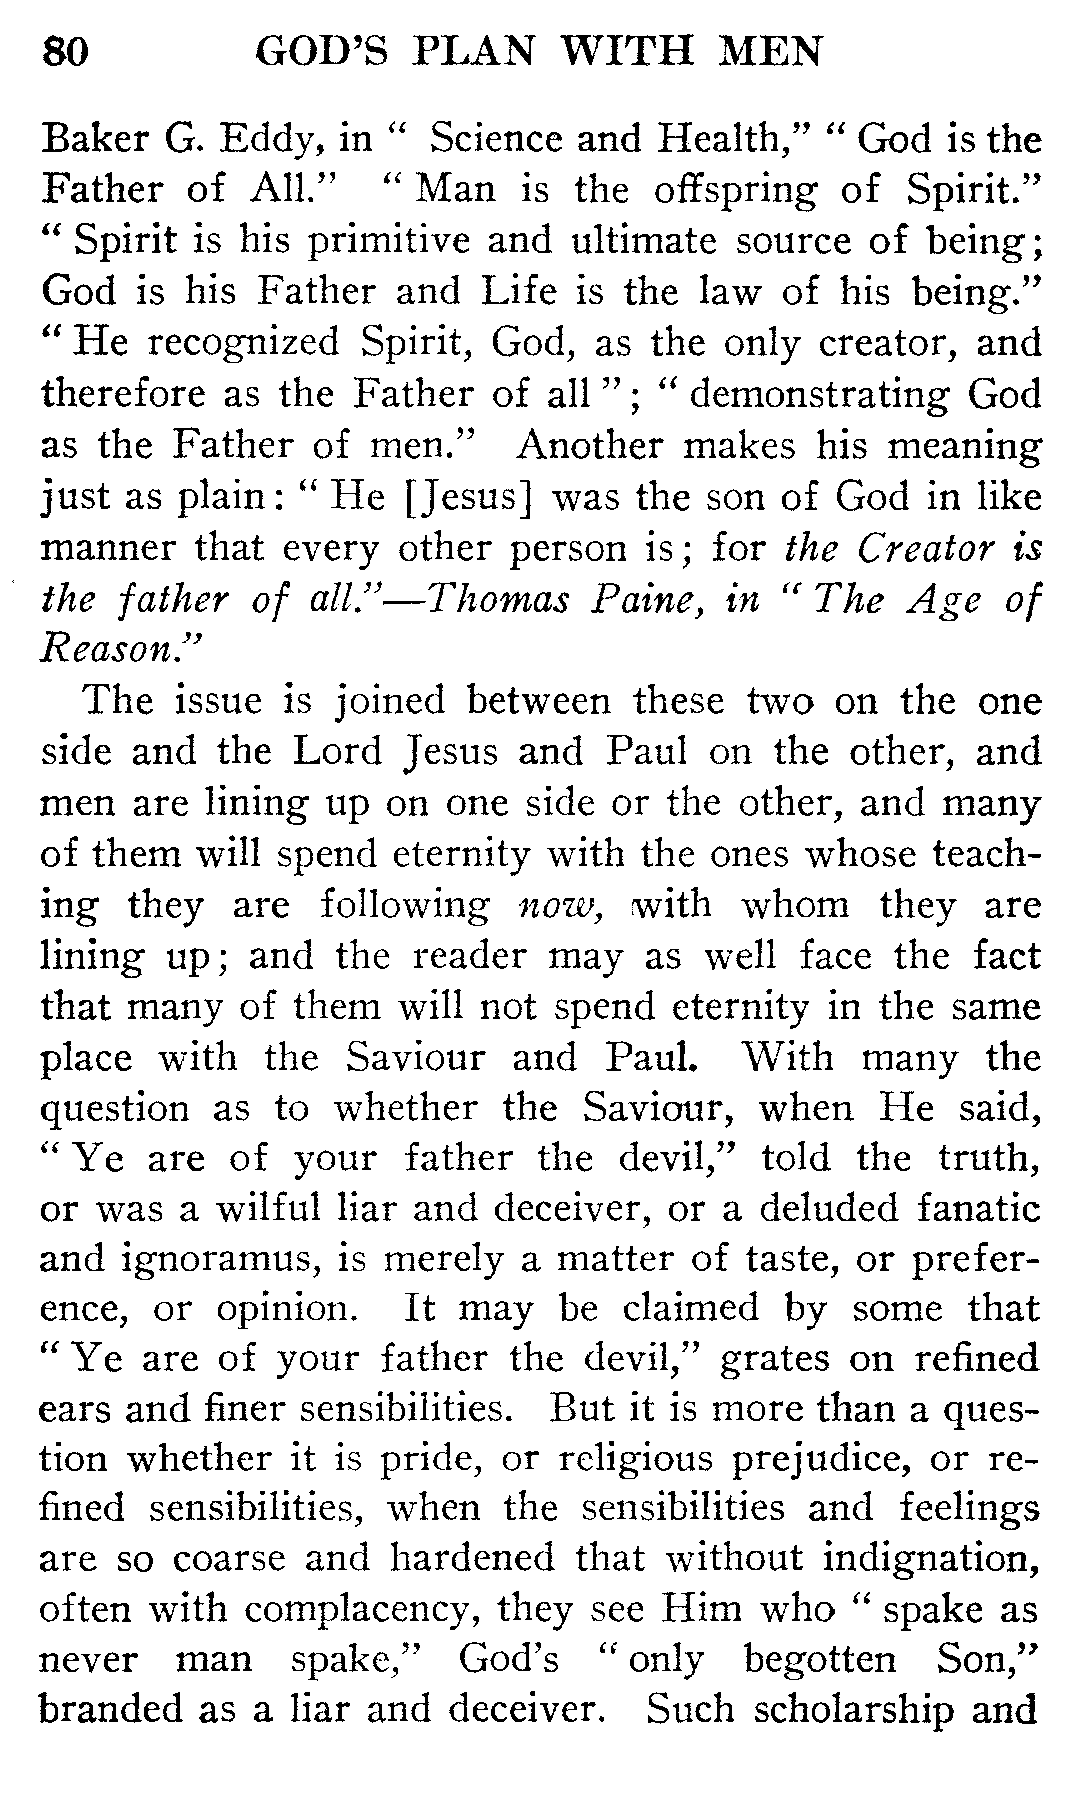 80 GOD'S PLAN WITH MEN
Baker G. Eddy, in “ Science and Health,” “ God is the
Father of All.” “ Man is the offspring of Spirit.”
“ Spirit is his primitive and ultimate source of being;
God is his Father and Life is the law of his being.”
“ He recognized Spirit, God, as the only creator, and
therefore as the Father of all ” ; “ demonstrating God
as the Father of men.” Another makes his meaning
just as plain : “ He [Jesus] was the son of God in like
manner that every other person is ; for the Creator is
the father of all.”—Thomas Paine, in “ The Age of
Reason.”
The issue is joined between these two on the one
side and the Lord Jesus and Paul on the other, and
men are lining up on one side or the other, and many
of them will spend eternity with the ones whose teach-
ing they are following now, with whom they are
lining up ; and the reader may as well face the fact
that many of them will not spend eternity in the same
place with the Saviour and Paul. With many the
question as to whether the Saviour, when He said,
“ Ye are of your father the devil,” told the truth,
or was a wilful liar and deceiver, or a deluded fanatic
and ignoramus, is merely a matter of taste, or prefer-
ence, or opinion. It may be claimed by some that
“ Ye are of your father the devil,” grates on refined
ears and finer sensibilities. But it is more than a ques-
tion whether it is pride, or religious prejudice, or re-
fined sensibilities, when the sensibilities and feelings
are so coarse and hardened that without indignation,
often with complacency, they see Him who “ spake as
never man spake,” God's “ only begotten Son,”
branded as a liar and deceiver. Such scholarship and